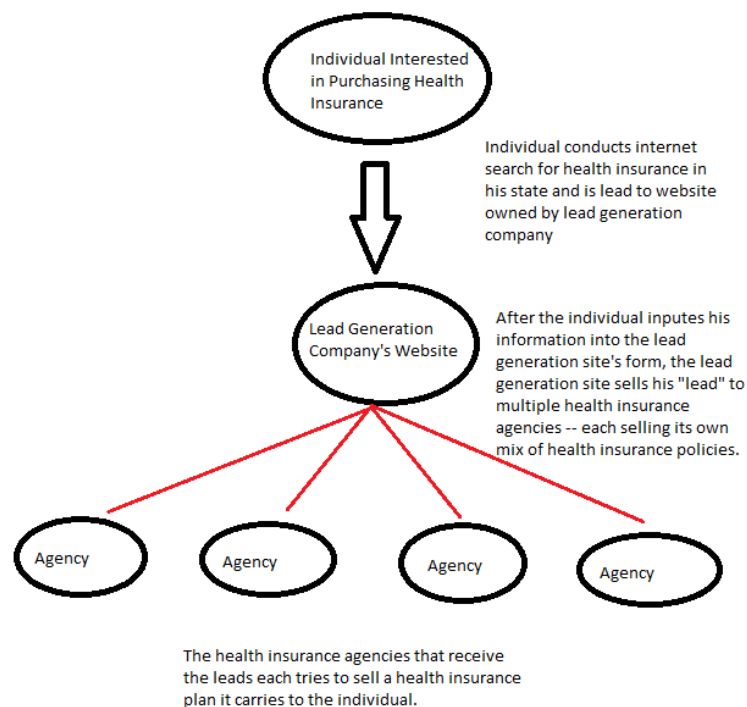 Individual Interested
in Purchasing Health
Insurance
Individual conducts internet
search for health insurance in
his state and is lead to website
owned by lead generation
company
Lead Generation
Company's Website
After the individual inputes his
information into the lead
generation site's form, the lead
generation site sells his "lead" to
multiple health insurance
agencies -- each selling its own
mix of health insurance policies.
Agency
Agency
Agency
Agency
The health insurance agencies that receive
the leads each tries to sell a health insurance
plan it carries to the individual.